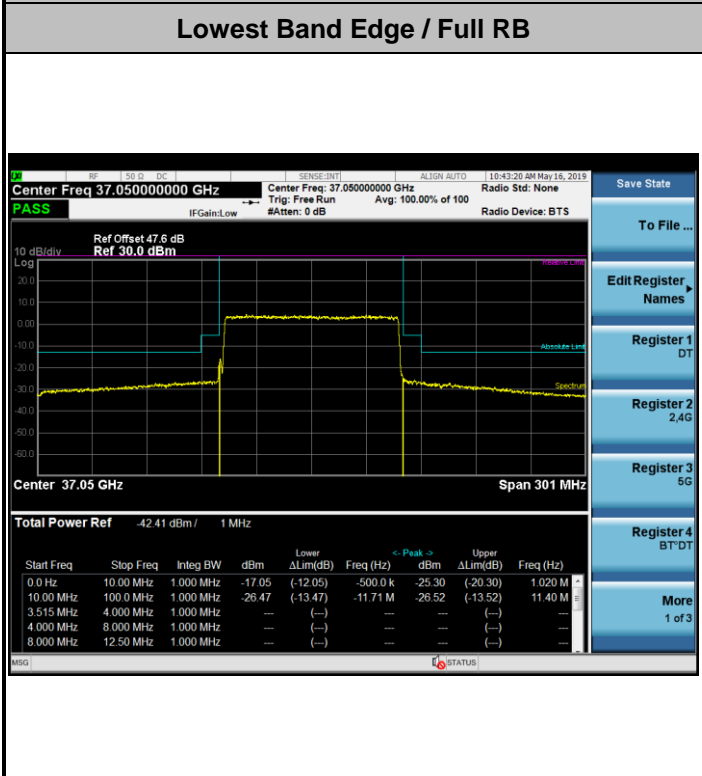 Lowest Band Edge / Full RB
RF 50 Ω DC SENSE:INT ALIGN AUTO 10:43:20 AM May 16, 2019
Center Freq 37.050000000 GHz Center Freq: 37.050000000 GHz Radio Std: None
PASS Trig: Free Run Avg: 100.00% of 100
IFGain:Low #Atten: 0 dB Radio Device: BTS
Ref Offset 47.6 dB
10 dB/div Ref 30.0 dBm
Log
Relative Limit
20.0
10.0
0.00
-10.0
Absolute Limit
-20.0
-30.0
Spectrum
-40.0
-50.0
-60.0
Center 37.05 GHz Span 301 MHz
Total Power Ref -42.41 dBm / 1 MHz
Lower <- Peak -> Upper
Start Freq Stop Freq Integ BW dBm ΔLim(dB) Freq (Hz) dBm ΔLim(dB) Freq (Hz)
0.0 Hz 10.00 MHz 1.000 MHz -17.05 (-12.05) -500.0 k -25.30 (-20.30) 1.020 M
10.00 MHz 100.0 MHz 1.000 MHz -26.47 (-13.47) -11.71 M -26.52 (-13.52) 11.40 M
3.515 MHz 4.000 MHz 1.000 MHz --- (---) --- --- (---) ---
4.000 MHz 8.000 MHz 1.000 MHz --- (---) --- --- (---) ---
8.000 MHz 12.50 MHz 1.000 MHz --- (---) --- --- (---) ---
MSG STATUS
Save State
To File ...
Edit Register
Names
Register 1
DT
Register 2
2,4G
Register 3
5G
Register 4
BT°DT
More
1 of 3